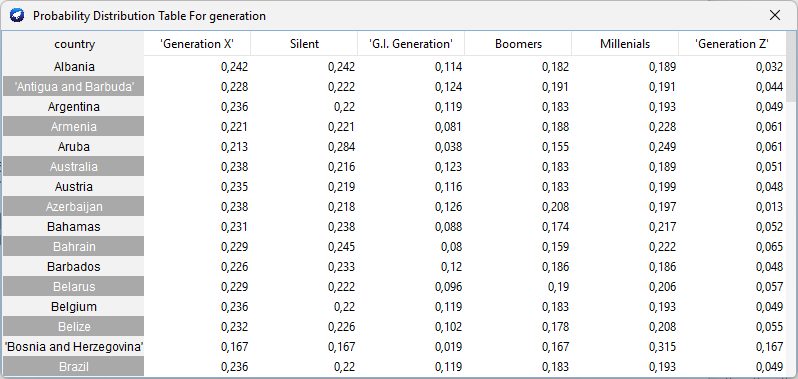 Probability Distribution Table For generation
country 'Generation X' Silent 'G.I. Generation' Boomers Millenials 'Generation Z'
Albania 0,242 0,242 0,114 0,182 0,189 0,032
'Antigua and Barbuda' 0,228 0,222 0,124 0,191 0,191 0,044
Argentina 0,236 0,22 0,119 0,183 0,193 0,049
Armenia 0,221 0,221 0,081 0,188 0,228 0,061
Aruba 0,213 0,284 0,038 0,155 0,249 0,061
Australia 0,238 0,216 0,123 0,183 0,189 0,051
Austria 0,235 0,219 0,116 0,183 0,199 0,048
Azerbaijan 0,238 0,218 0,126 0,208 0,197 0,013
Bahamas 0,231 0,238 0,088 0,174 0,217 0,052
Bahrain 0,229 0,245 0,08 0,159 0,222 0,065
Barbados 0,226 0,233 0,12 0,186 0,186 0,048
Belarus 0,229 0,222 0,096 0,19 0,206 0,057
Belgium 0,236 0,22 0,119 0,183 0,193 0,049
Belize 0,232 0,226 0,102 0,178 0,208 0,055
'Bosnia and Herzegovina' 0,167 0,167 0,019 0,167 0,315 0,167
Brazil 0,236 0,22 0,119 0,183 0,193 0,049